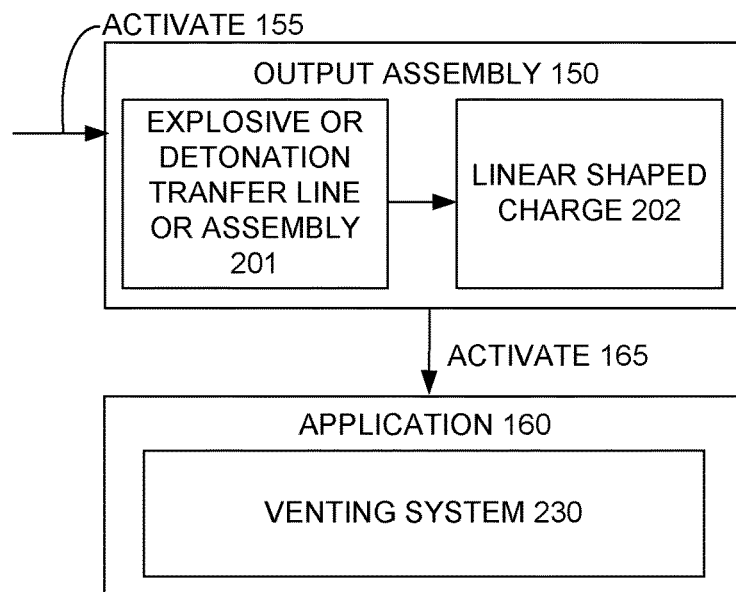 ACTIVATE 155
OUTPUT ASSEMBLY 150
EXPLOSIVE OR
DETONATION
TRANFER LINE
OR ASSEMBLY
201
LINEAR SHAPED
CHARGE 202
ACTIVATE 165
APPLICATION 160
VENTING SYSTEM 230